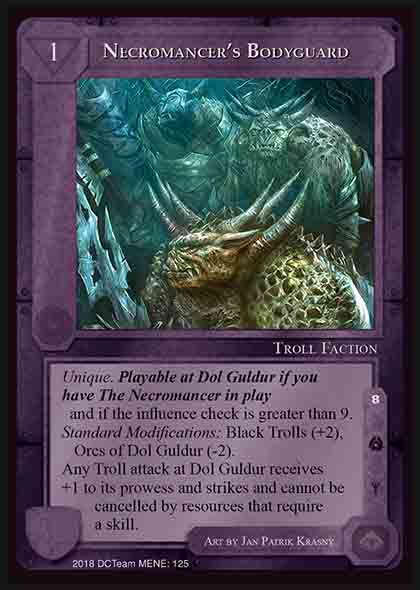 1
Necromancer's Bodyguard
Troll Faction
Unique. Playable at Dol Guldur if you
have The Necromancer in play
and if the influence check is greater than 9.
Standard Modifications: Black Trolls (+2),
Orcs of Dol Guldur (-2).
Any Troll attack at Dol Guldur receives
+1 to its prowess and strikes and cannot be
cancelled by resources that require
a skill.
8
Art by Jan Patrik Krasny
2018 DCTeam MENE: 125